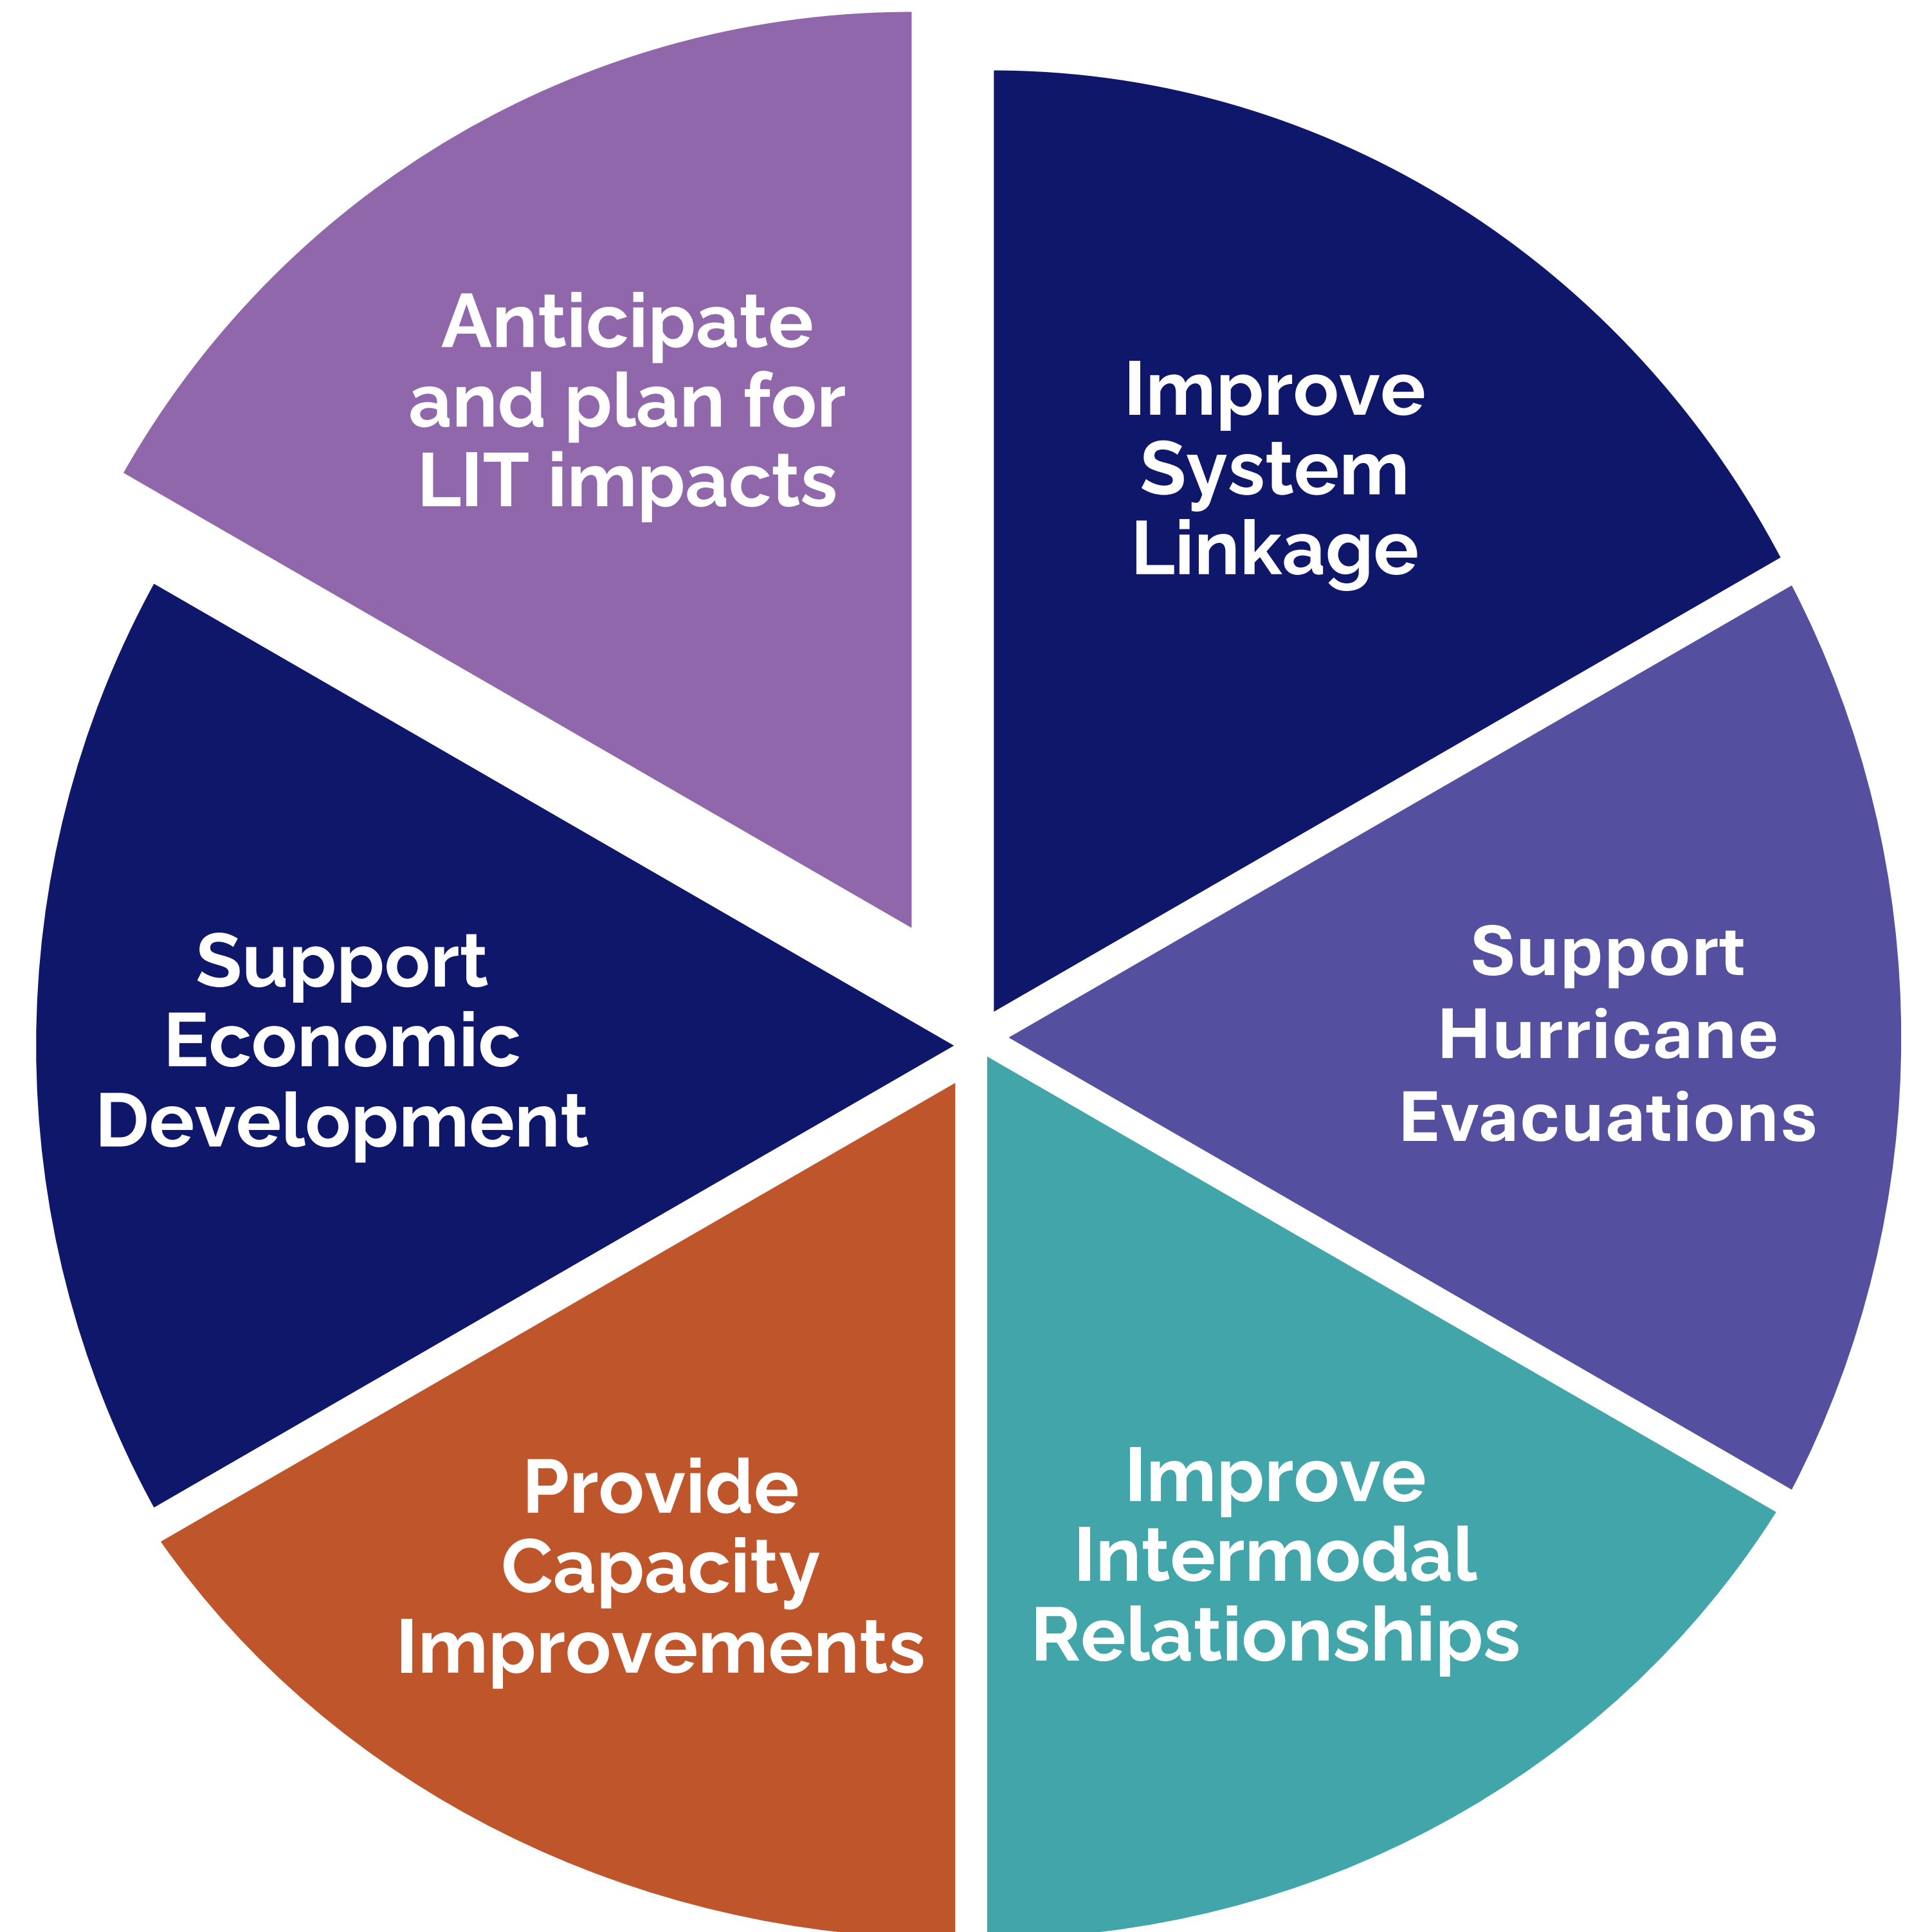 Anticipate
and plan for
LIT impacts
Improve
System
Linkage
Support
Hurricane
Evacuations
Improve
Intermodal
Relationships
Provide
Capacity
Improvements
Support
Economic
Development